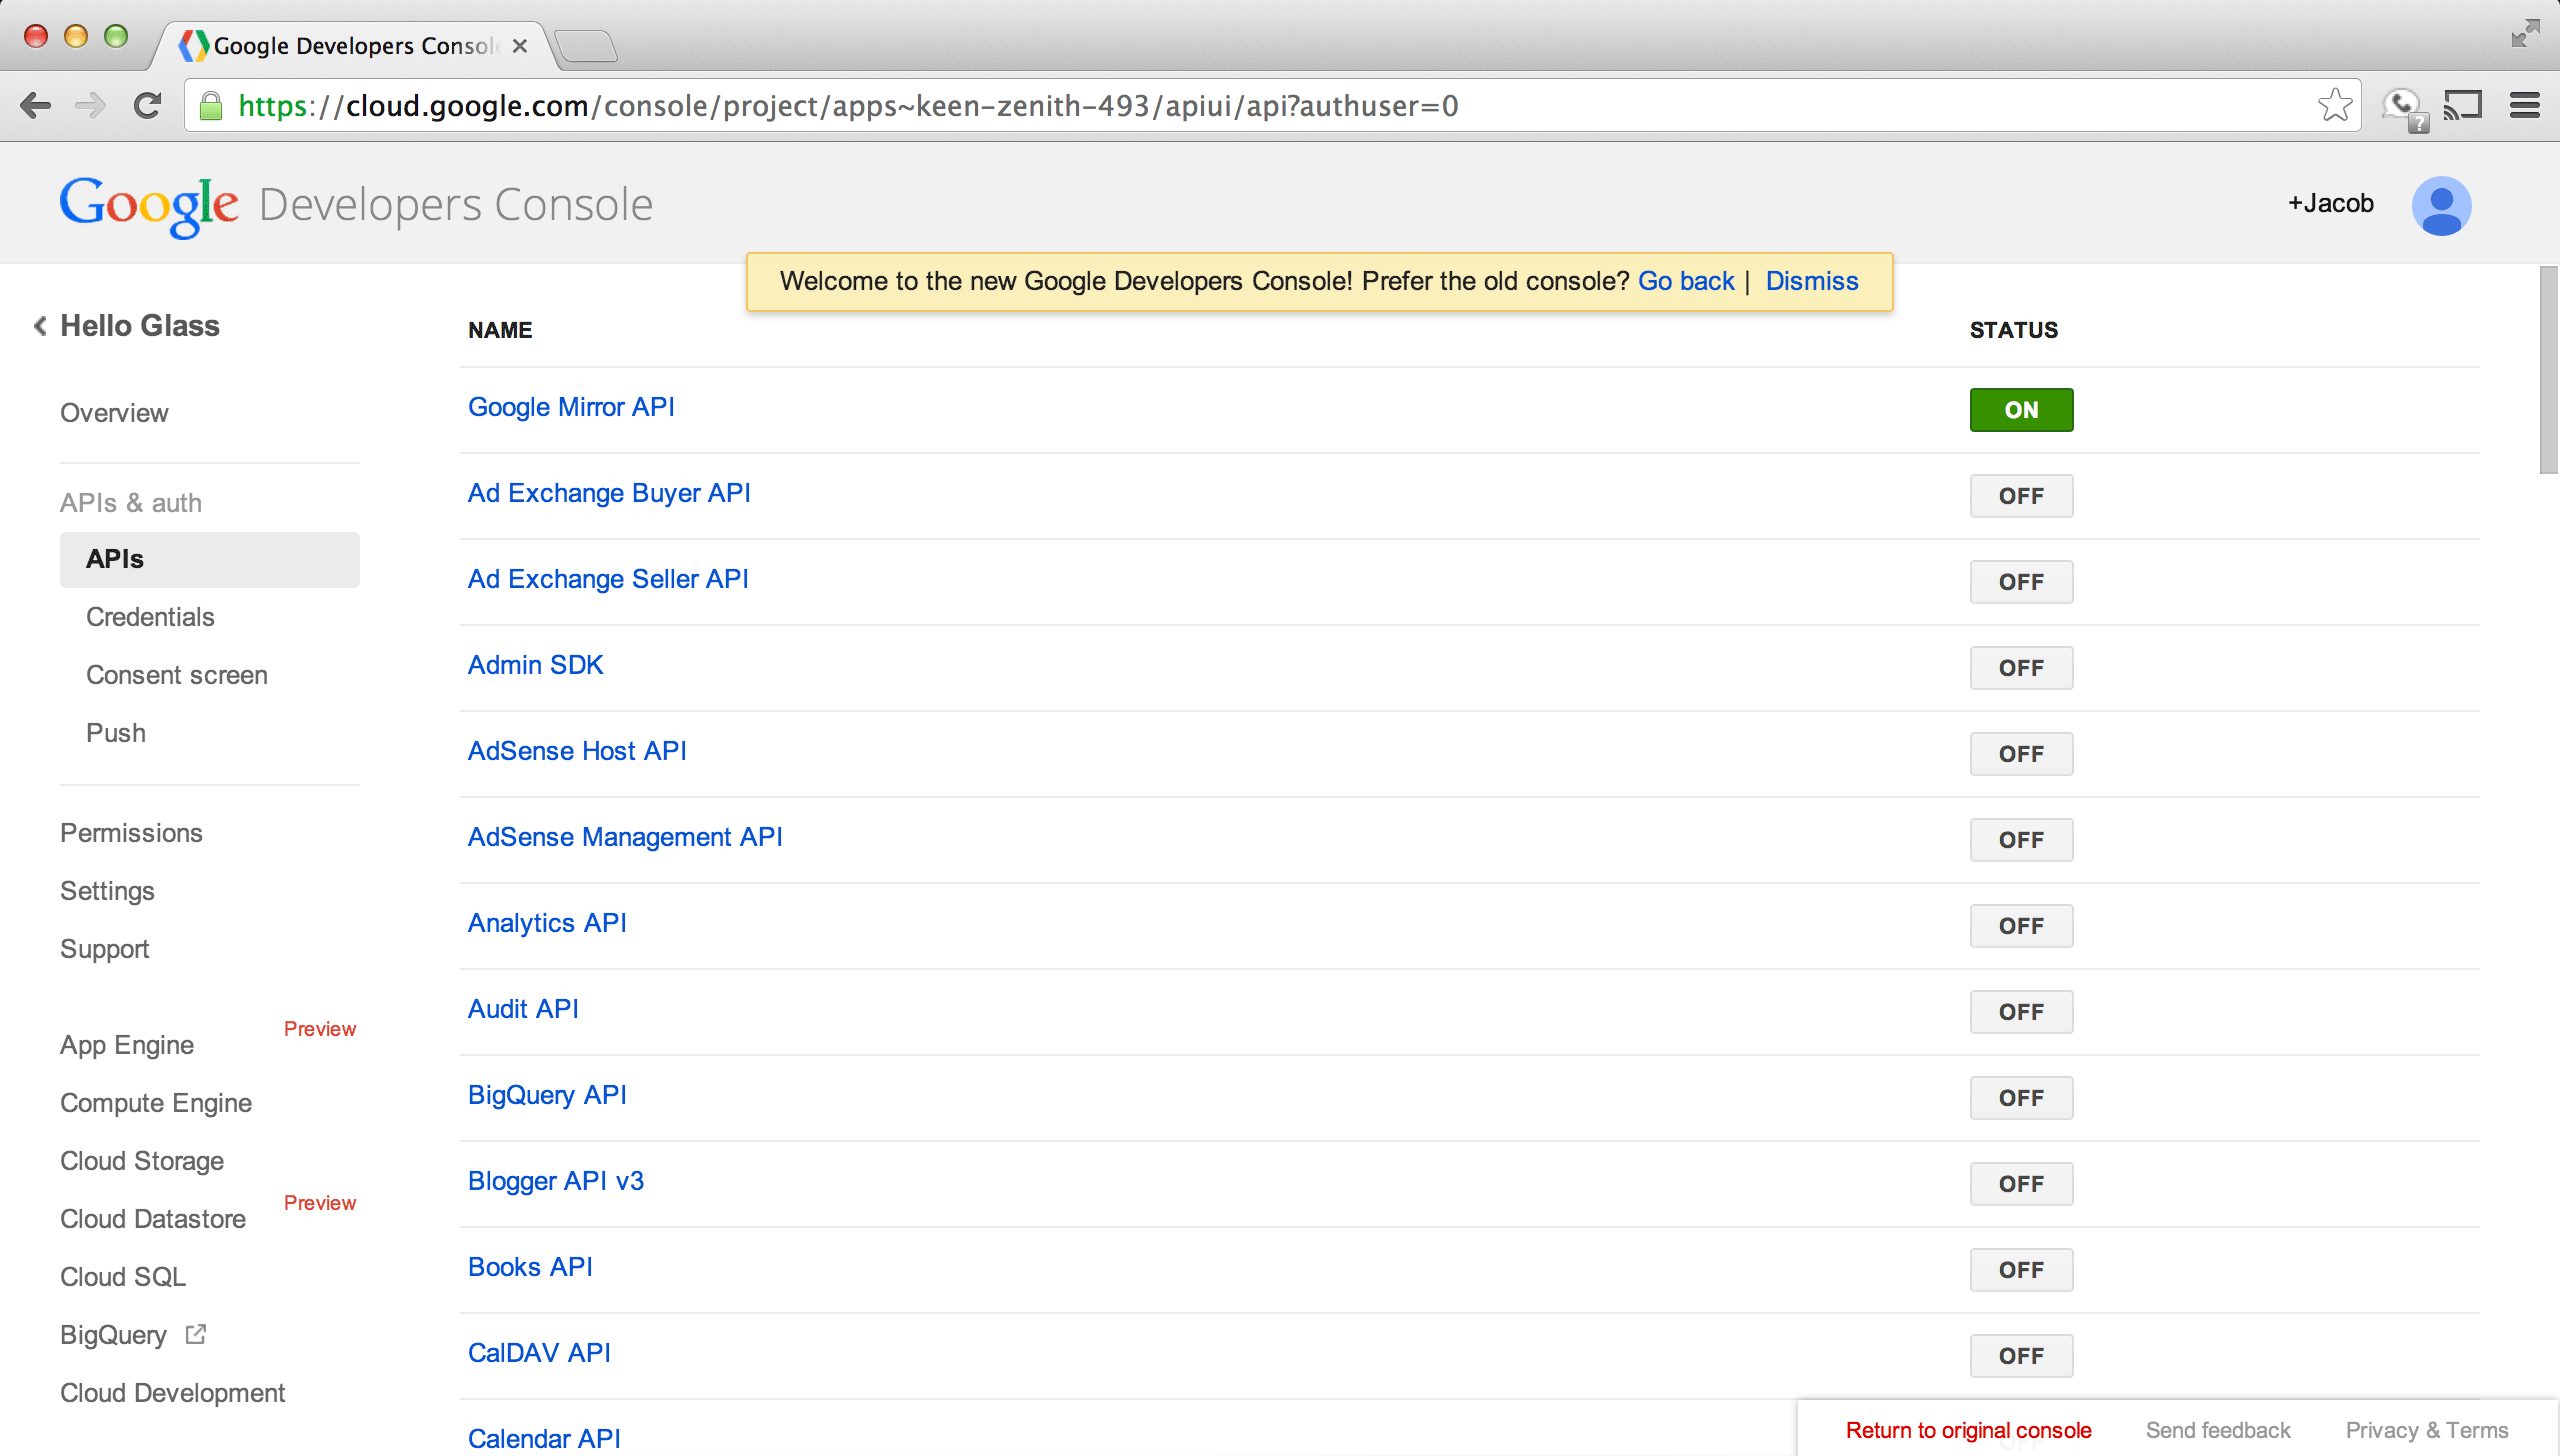 Google Developers Consol
https://cloud.google.com/console/project/apps~keen-zenith-493/apiui/api?authuser=0
Google Developers Console
+Jacob
Welcome to the new Google Developers Console! Prefer the old console? Go back | Dismiss
Hello Glass
Overview
APIs & auth
APIs
Credentials
Consent screen
Push
Permissions
Settings
Support
App Engine Preview
Compute Engine
Cloud Storage
Cloud Datastore Preview
Cloud SQL
BigQuery
Cloud Development
NAME STATUS
Google Mirror API ON
Ad Exchange Buyer API OFF
Ad Exchange Seller API OFF
Admin SDK OFF
AdSense Host API OFF
AdSense Management API OFF
Analytics API OFF
Audit API OFF
BigQuery API OFF
Blogger API v3 OFF
Books API OFF
CalDAV API OFF
Calendar API
Return to original console Send feedback Privacy & Terms